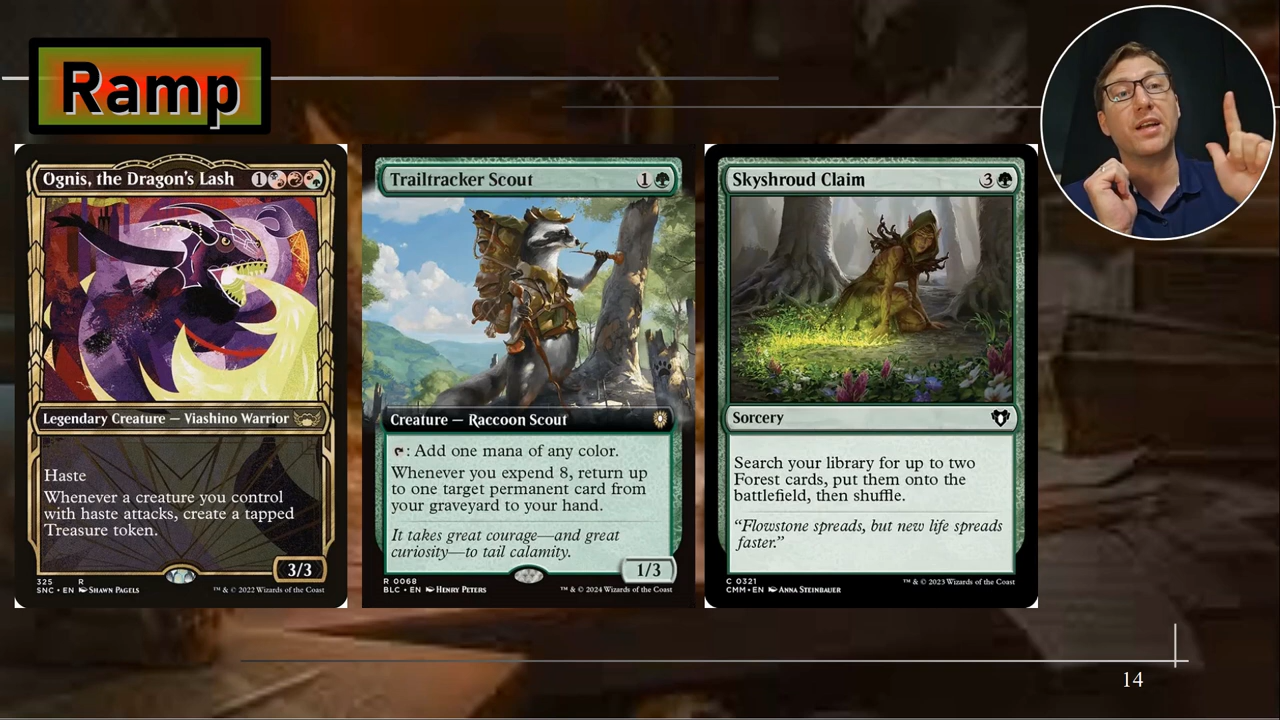 Ramp
Ognis, the Dragon's Lash 1
Legendary Creature — Viashino Warrior
Haste
Whenever a creature you control
with haste attacks, create a tapped
Treasure token.
3/3
325 R
SNC • EN Shawn Pagels ™ & © 2022 Wizards of the Coast
Trailtracker Scout 1
Creature — Raccoon Scout
: Add one mana of any color.
Whenever you expend 8, return up
to one target permanent card from
your graveyard to your hand.
It takes great courage—and great
curiosity—to tail calamity.
1/3
R 0068
BLC • EN Henry Peters ™ & © 2024 Wizards of the Coast
Skyshroud Claim 3
Sorcery
Search your library for up to two
Forest cards, put them onto the
battlefield, then shuffle.
"Flowstone spreads, but new life spreads
faster."
C 0321
CMM • EN Anna Steinbauer ™ & © 2023 Wizards of the Coast
14